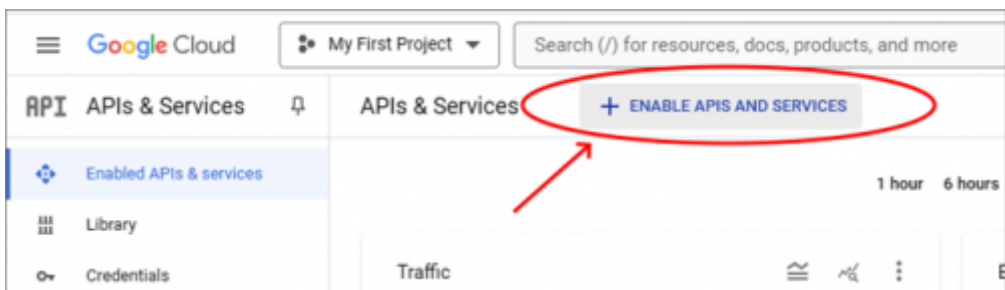 Google Cloud My First Project Search (/) for resources, docs, products, and more
API APIs & Services APIs & Services + ENABLE APIS AND SERVICES
Enabled APIs & services
1 hour 6 hours
Library
Traffic
Credentials